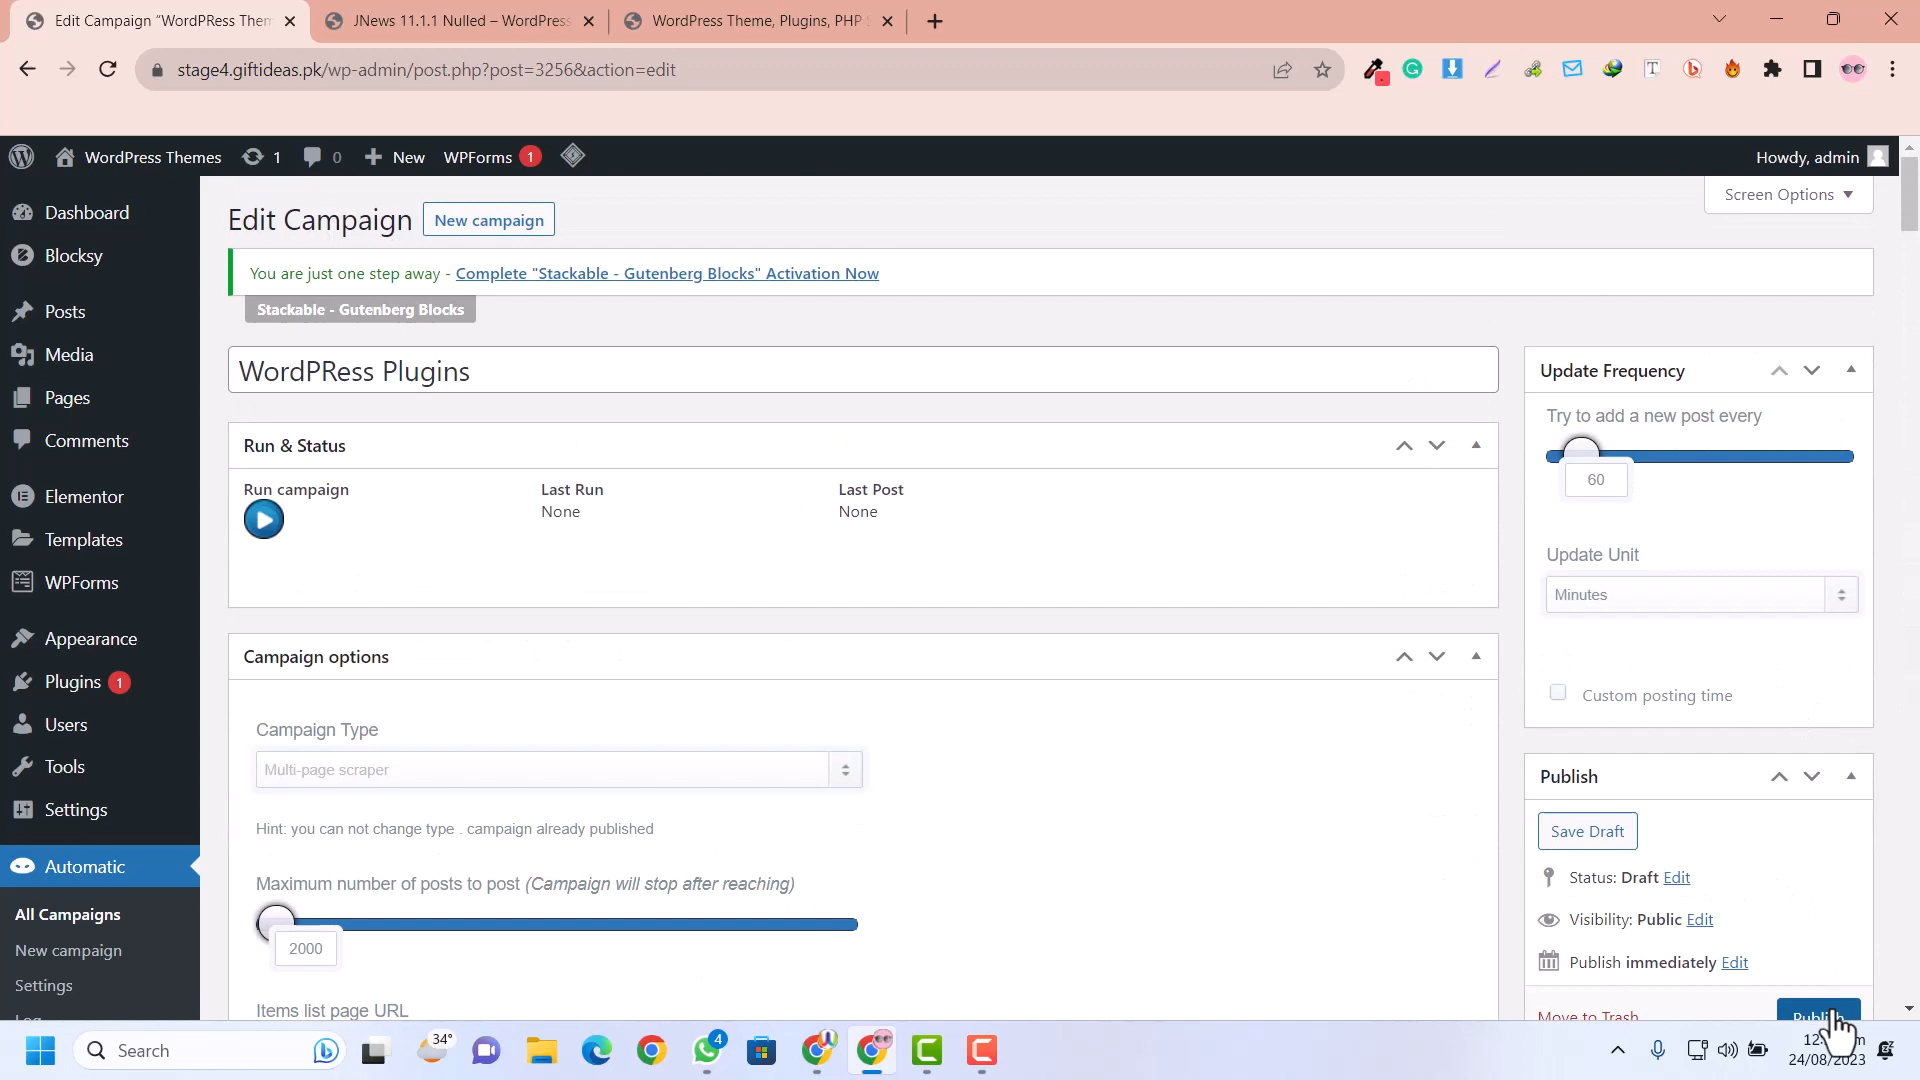 Edit Campaign “WordPRess Then
JNews 11.1.1 Nulled – WordPress
WordPress Theme, Plugins, PHP S
stage4.giftideas.pk/wp-admin/post.php?post=3256&action=edit
WordPress Themes
1
0
New
WPForms
1
Howdy, admin
Screen Options
Dashboard
Blocksy
Posts
Media
Pages
Comments
Elementor
Templates
WPForms
Appearance
Plugins 1
Users
Tools
Settings
Automatic
All Campaigns
New campaign
Settings
Log
Edit Campaign
New campaign
You are just one step away - Complete "Stackable - Gutenberg Blocks" Activation Now
Stackable - Gutenberg Blocks
WordPRess Plugins
Run & Status
Run campaign
Last Run
None
Last Post
None
Campaign options
Campaign Type
Multi-page scraper
Hint: you can not change type . campaign already published
Maximum number of posts to post (Campaign will stop after reaching)
2000
Items list page URL
Update Frequency
Try to add a new post every
60
Update Unit
Minutes
Custom posting time
Publish
Save Draft
Status: Draft Edit
Visibility: Public Edit
Publish immediately Edit
Move to Trash
Publish
Search
34°
4
24/08/2023